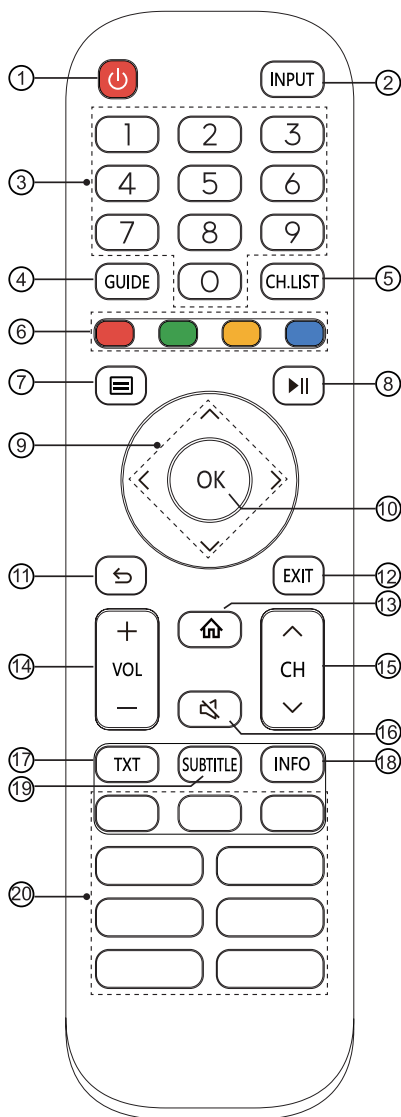 ① INPUT ②
1 2 3
③ 4 5 6
7 8 9
④ GUIDE 0 CH.LIST ⑤
⑥
⑦ ⑧
⑨
OK
⑩
⑪ EXIT ⑫
⑬
+
⑭ VOL CH ⑮
—
⑯
⑰ TXT SUBTITLE INFO ⑱
⑲
⑳